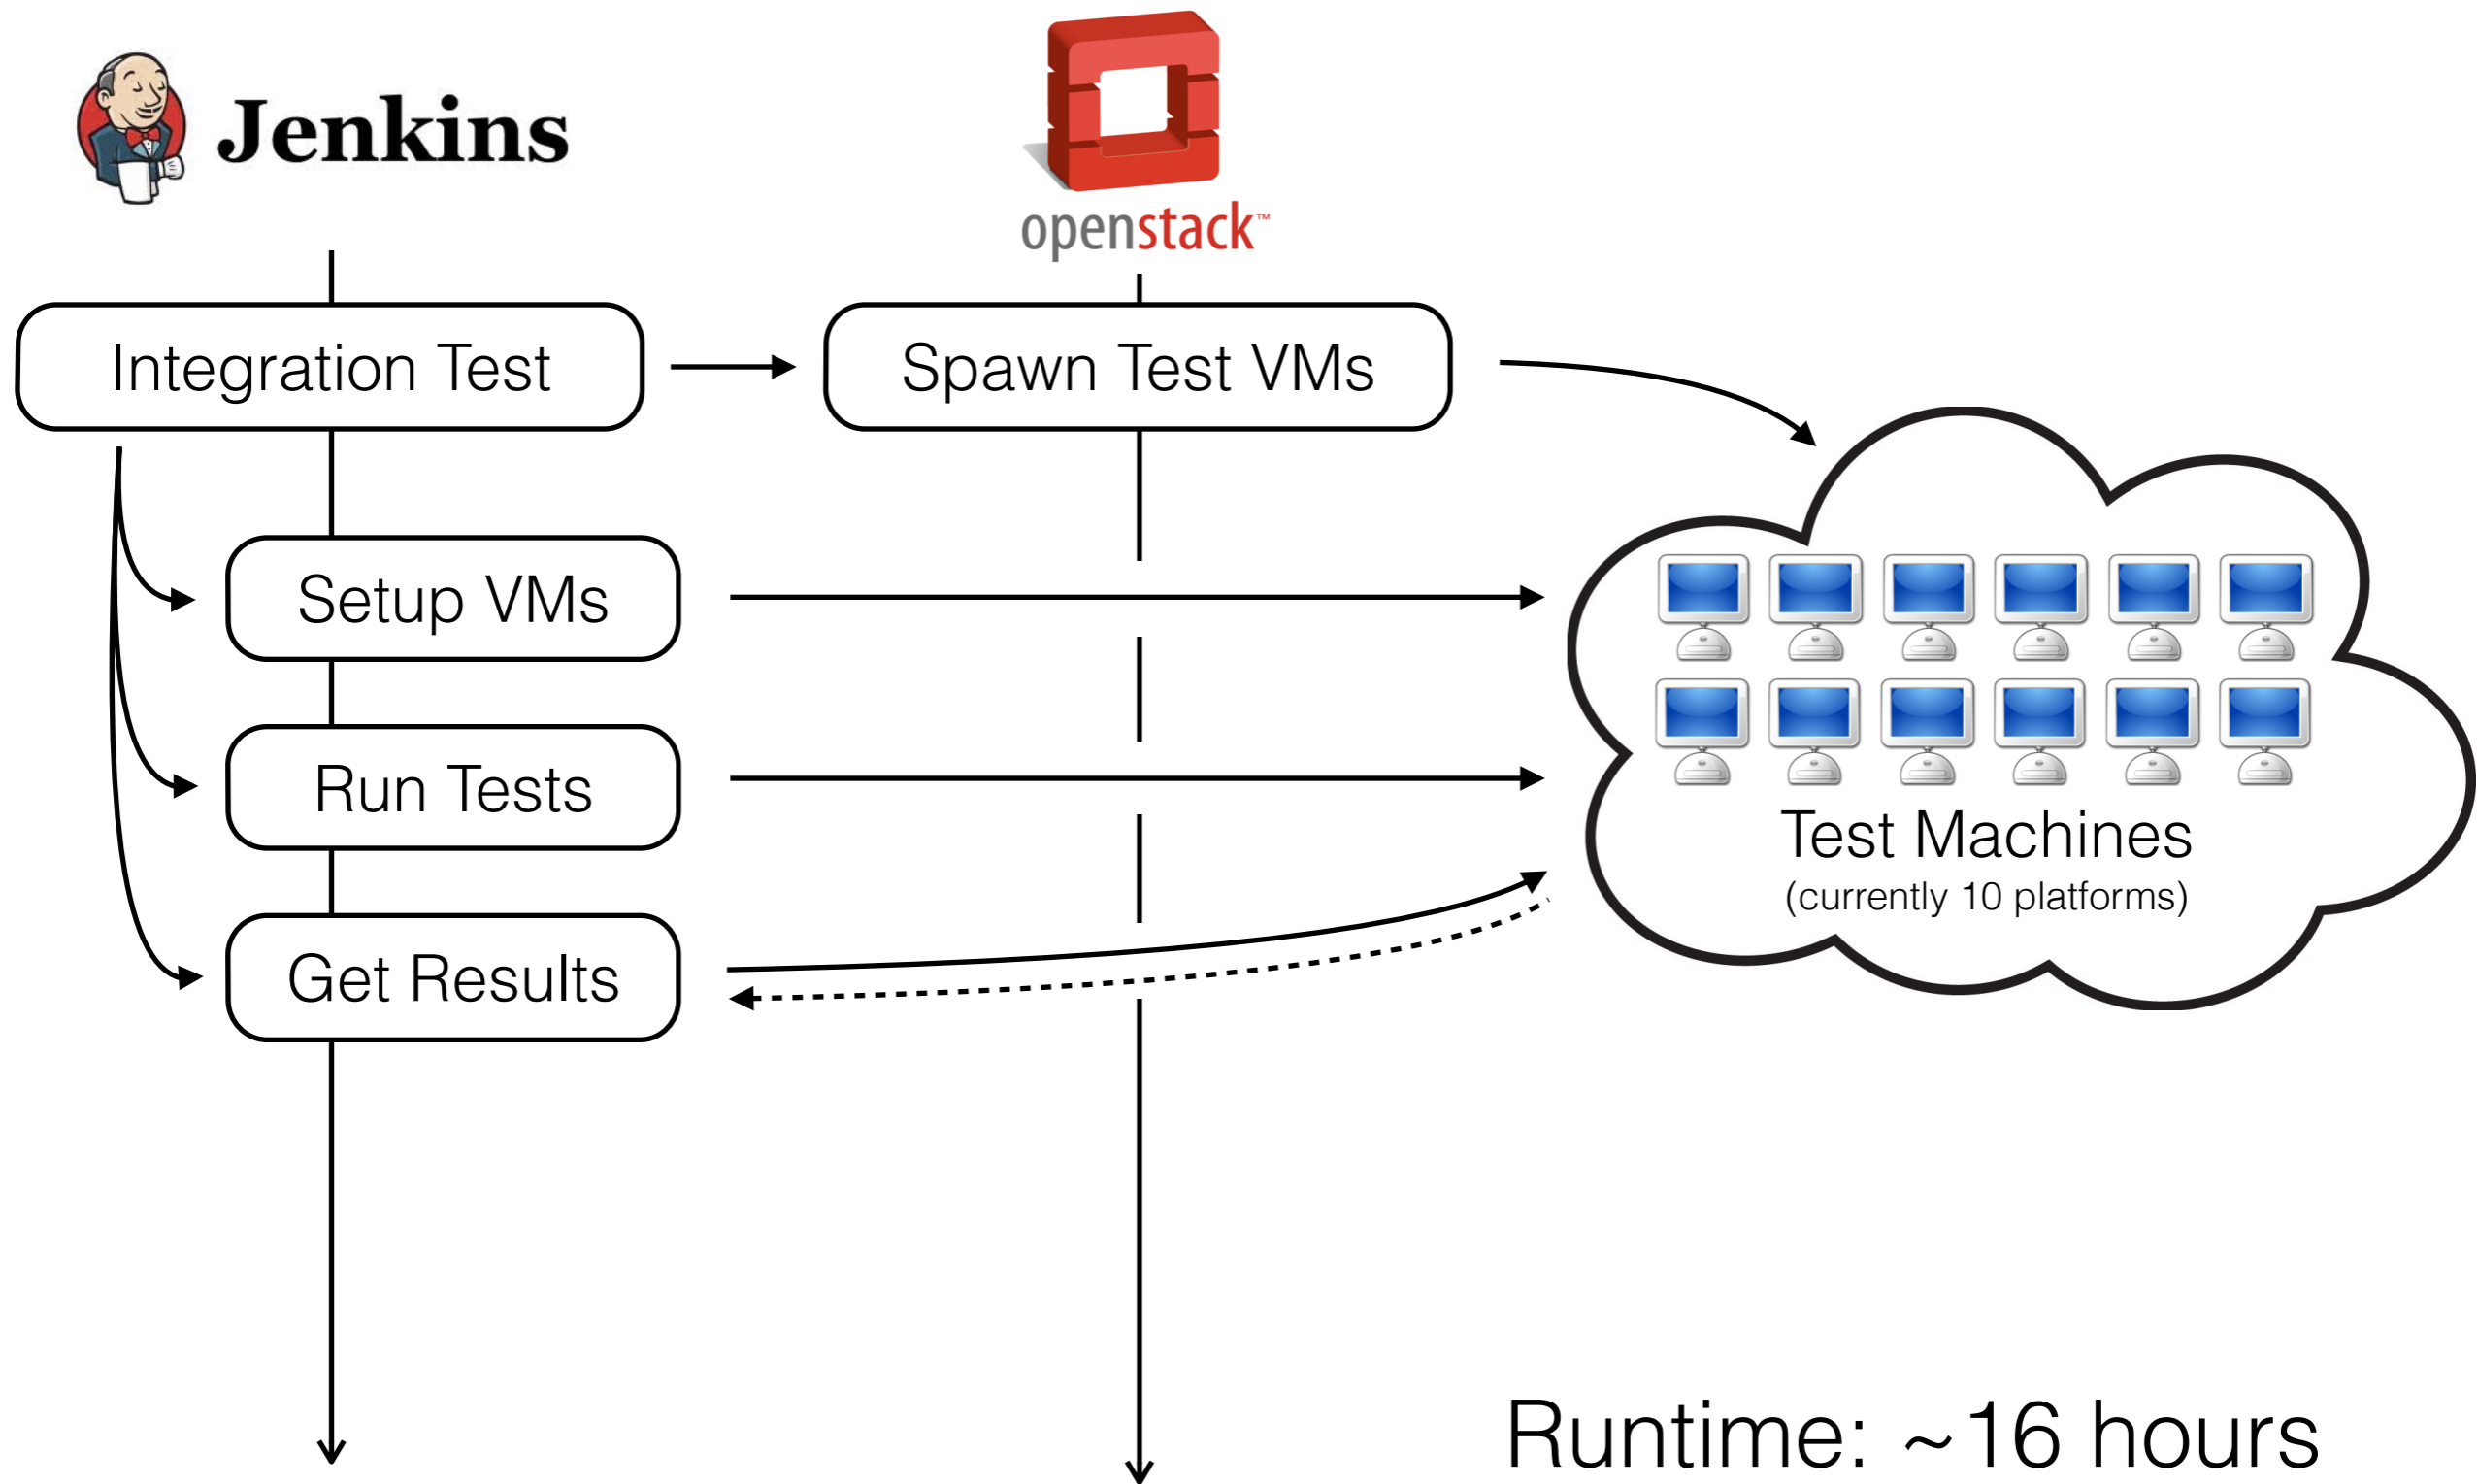 Jenkins
openstack™
Integration Test
Spawn Test VMs
Setup VMs
Run Tests
Get Results
Test Machines
(currently 10 platforms)
Runtime: ~16 hours